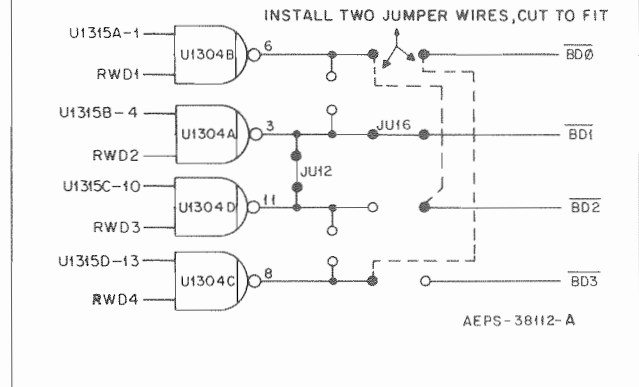 INSTALL TWO JUMPER WIRES, CUT TO FIT
U1315A-1
U1304B
6
RWD1
BDØ
U1315B-4
U1304A
3
JU16
BD1
RWD2
JU12
U1315C-10
U1304D
11
BD2
RWD3
U1315D-13
U1304C
8
BD3
RWD4
AEPS-38112-A